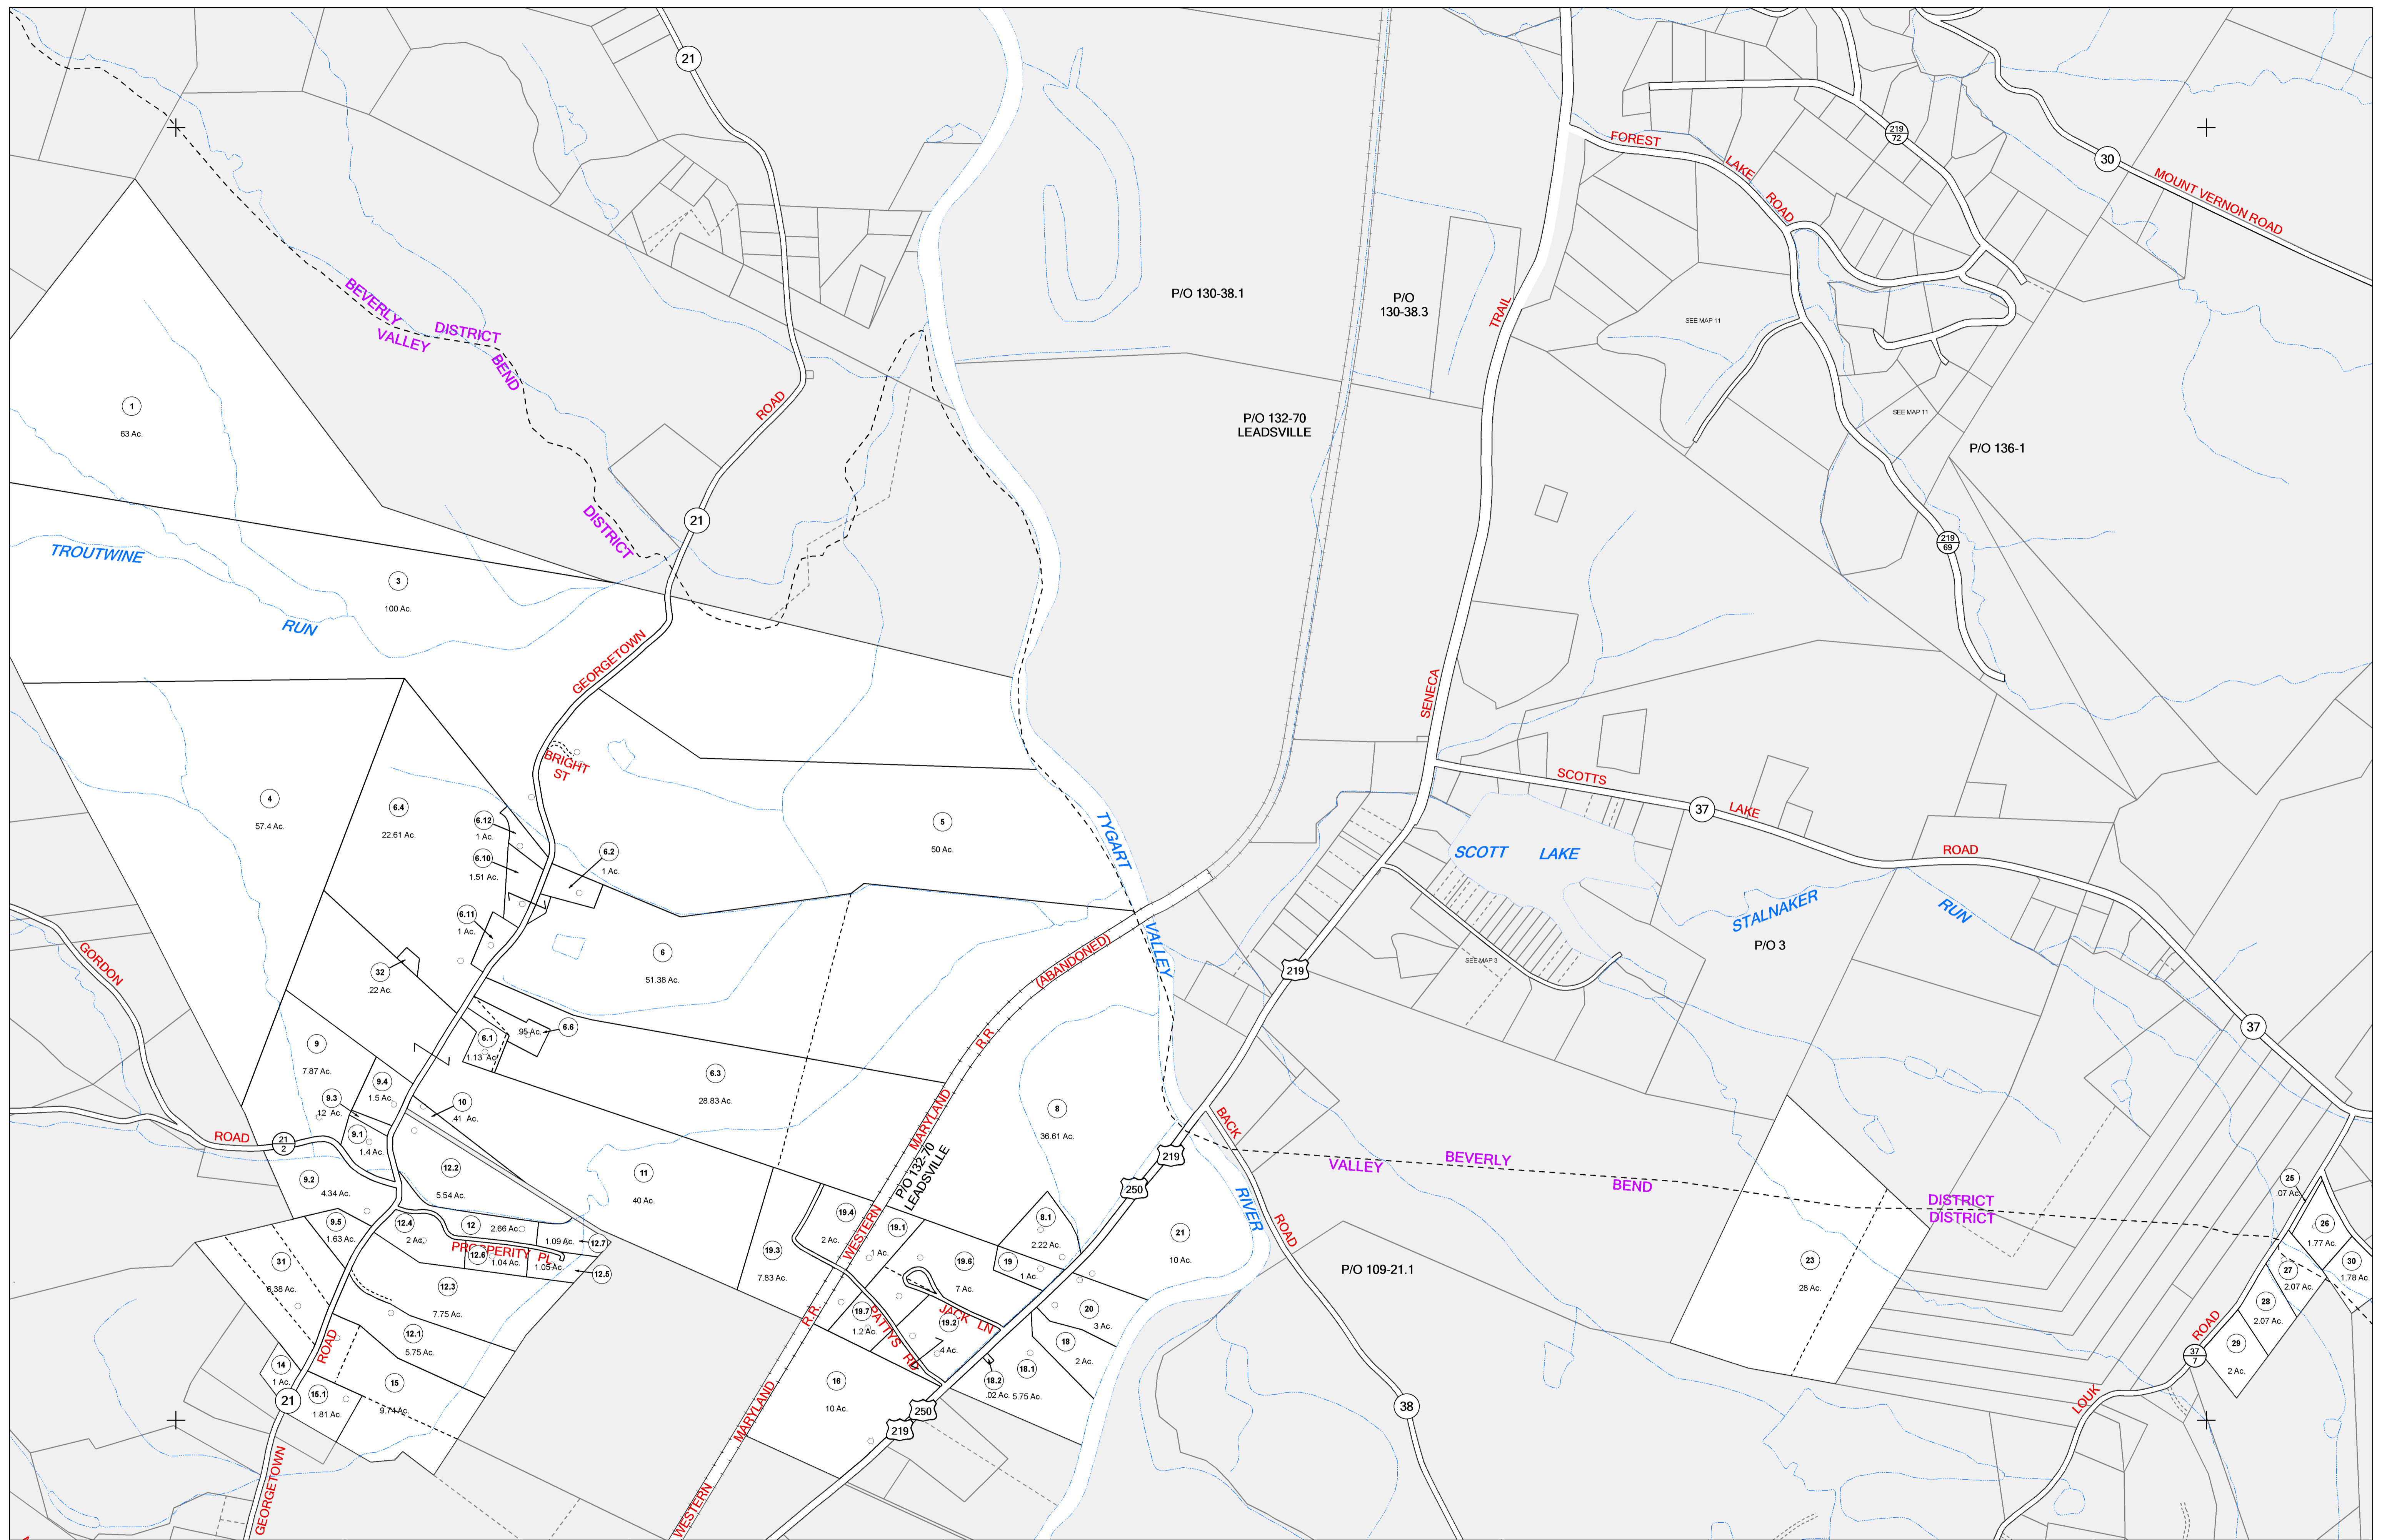 21
219
72
30
MOUNT VERNON ROAD
FOREST
LAKE
ROAD
BEVERLY
DISTRICT
VALLEY
BEND
DISTRICT
P/O 130-38.1
P/O
130-38.3
TRAIL
SEE MAP 11
SEE MAP 11
ROAD
1
63 Ac.
P/O 132-70
LEADSVILLE
P/O 136-1
21
219
69
TROUTWINE
RUN
3
100 Ac.
GEORGETOWN
SENECA
BRIGHT
ST
4
57.4 Ac.
6.4
22.61 Ac.
6.12
1 Ac.
6.10
1.51 Ac.
6.2
1 Ac.
5
50 Ac.
TYGART
VALLEY
RIVER
SCOTTS
37
LAKE
ROAD
SCOTT LAKE
STALNAKER
RUN
P/O 3
SEE MAP 3
6.11
1 Ac.
GORDON
32
.22 Ac.
6
51.38 Ac.
(ABANDONED)
R.R
219
37
6.6
.95 Ac.
6.1
1.13 Ac.
9
7.87 Ac.
9.4
1.5 Ac.
9.3
.12 Ac.
10
.41 Ac.
9.1
1.4 Ac.
6.3
28.83 Ac.
MARYLAND
8
36.61 Ac.
BACK
ROAD
ROAD
21
2
P/O 132-70
LEADSVILLE
219
250
VALLEY
BEVERLY
BEND
DISTRICT
DISTRICT
9.2
4.34 Ac.
12.2
5.54 Ac.
11
40 Ac.
25
.07 Ac.
26
1.77 Ac.
9.5
1.63 Ac.
12.4
2 Ac.
12
2.66 Ac.
1.09 Ac.
12.7
PROSPERITY PL
12.6
1.04 Ac.
1.05 Ac.
12.5
19.4
2 Ac.
19.1
1 Ac.
WESTERN
8.1
2.22 Ac.
21
10 Ac.
31
6.38 Ac.
12.3
7.75 Ac.
19.3
7.83 Ac.
19.6
7 Ac.
19
1 Ac.
P/O 109-21.1
23
28 Ac.
27
2.07 Ac.
30
1.78 Ac.
28
2.07 Ac.
29
2 Ac.
ROAD
37
7
LOUK
ROAD
12.1
5.75 Ac.
R.R.
19.7
1.2 Ac.
PATTYS
RD
JACK LN
19.2
.4 Ac.
20
3 Ac.
18
2 Ac.
18.1
5.75 Ac.
18.2
.02 Ac.
14
1 Ac.
15
9.74 Ac.
15.1
1.81 Ac.
21
16
10 Ac.
250
219
38
MARYLAND
WESTERN
GEORGETOWN